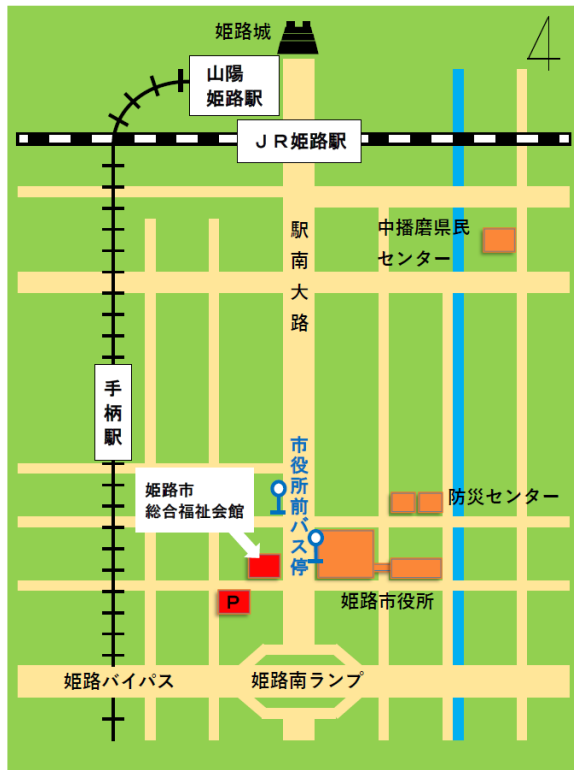 姫路城
4
山陽
姫路駅
ＪＲ姫路駅
駅南大路
中播磨県民
センター
手柄駅
市役所前バス停
姫路市
総合福祉会館
防災センター
P
姫路市役所
姫路バイパス
姫路南ランプ